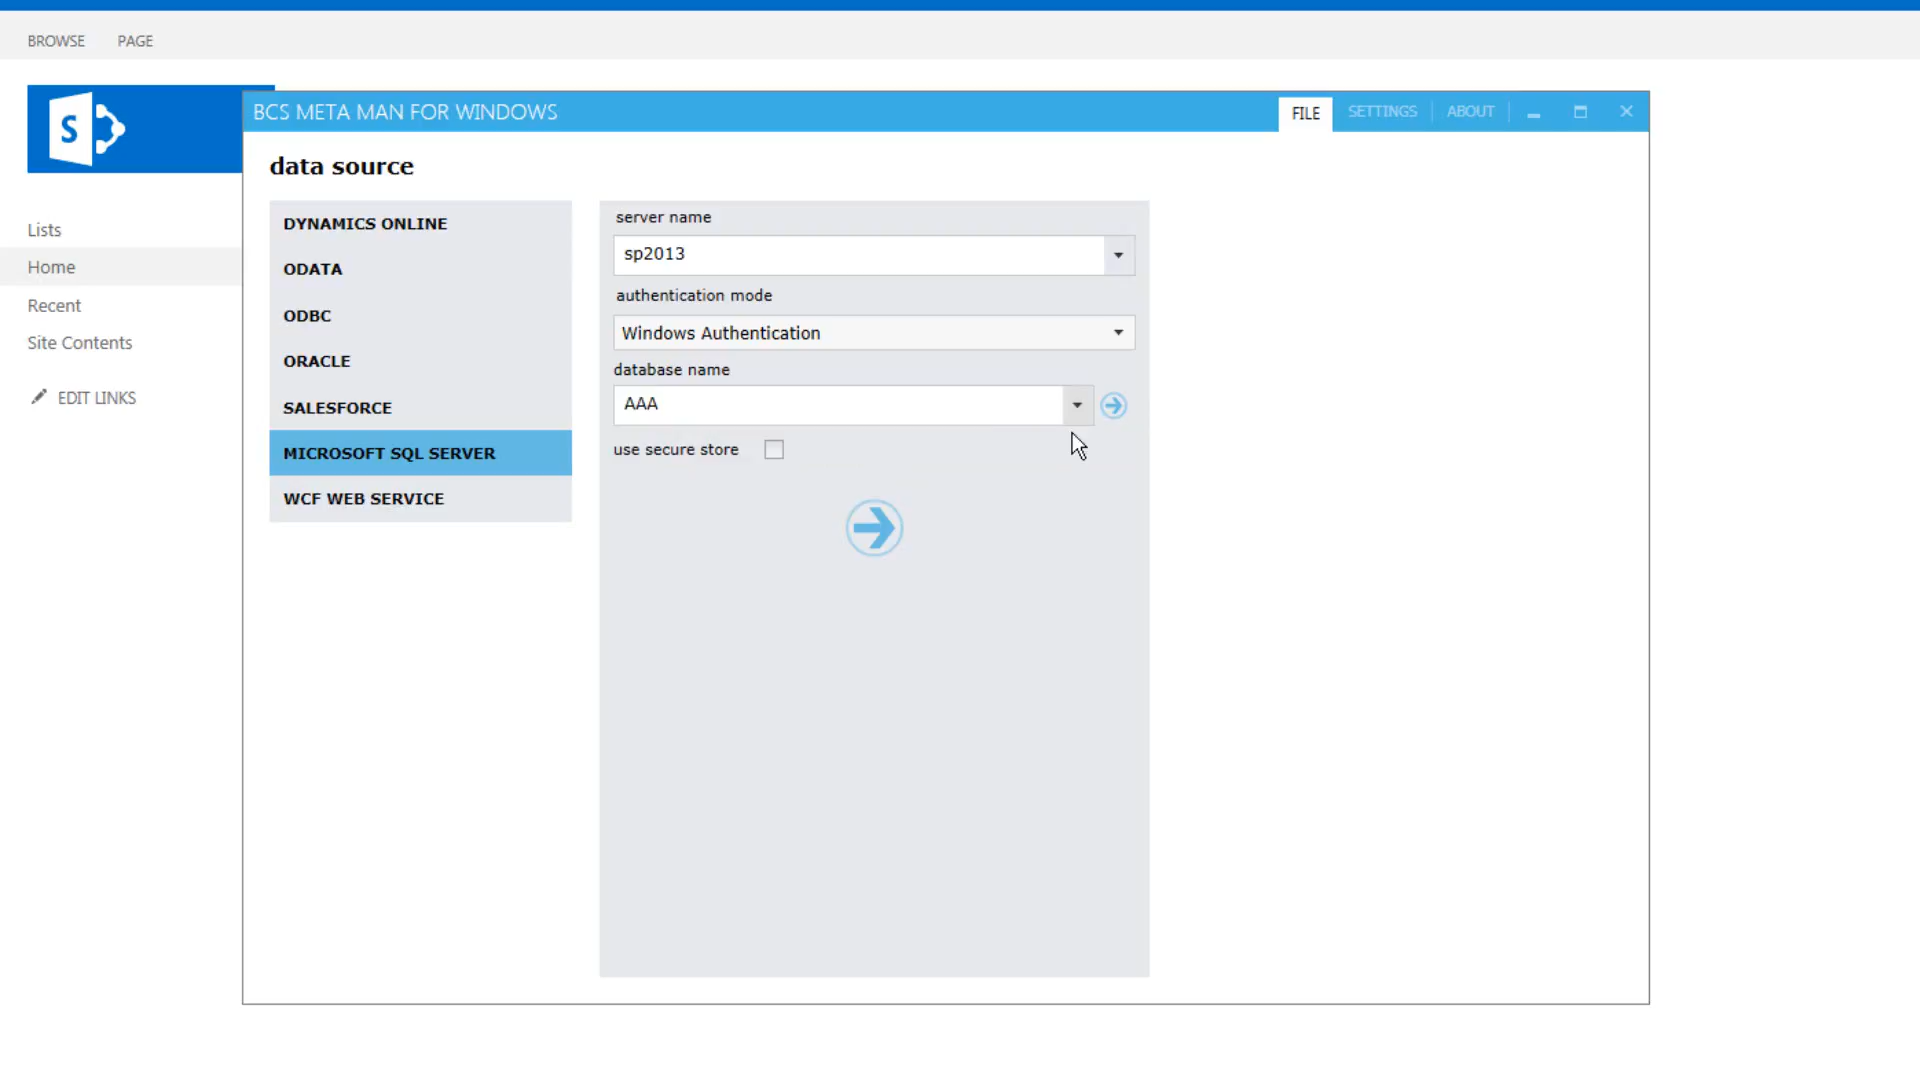 BROWSE PAGE
S
BCS META MAN FOR WINDOWS
FILE SETTINGS ABOUT
data source
Lists
Home
Recent
Site Contents
EDIT LINKS
DYNAMICS ONLINE
ODATA
ODBC
ORACLE
SALESFORCE
MICROSOFT SQL SERVER
WCF WEB SERVICE
server name
sp2013
authentication mode
Windows Authentication
database name
AAA
use secure store